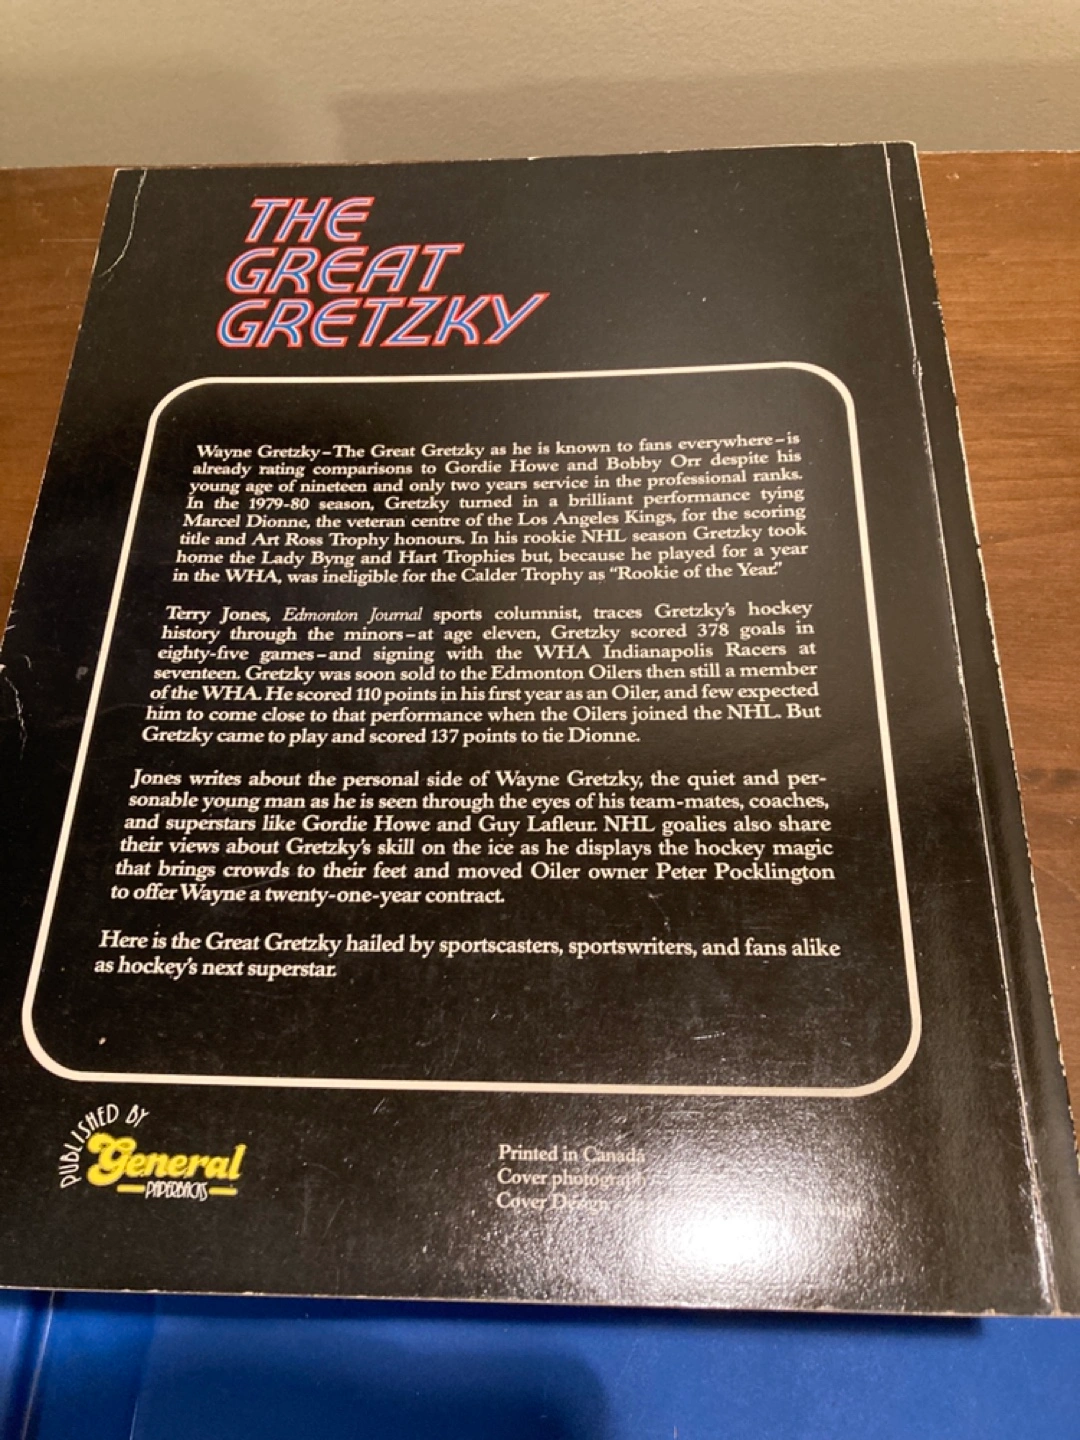 THE
GREAT
GRETZKY
Wayne Gretzky–The Great Gretzky as he is known to fans everywhere–is
already rating comparisons to Gordie Howe and Bobby Orr despite his
young age of nineteen and only two years service in the professional ranks.
In the 1979-80 season, Gretzky turned in a brilliant performance tying
Marcel Dionne, the veteran centre of the Los Angeles Kings, for the scoring
title and Art Ross Trophy honours. In his rookie NHL season Gretzky took
home the Lady Byng and Hart Trophies but, because he played for a year
in the WHA, was ineligible for the Calder Trophy as "Rookie of the Year."
Terry Jones, Edmonton Journal sports columnist, traces Gretzky's hockey
history through the minors–at age eleven, Gretzky scored 378 goals in
eighty-five games–and signing with the WHA Indianapolis Racers at
seventeen. Gretzky was soon sold to the Edmonton Oilers then still a member
of the WHA. He scored 110 points in his first year as an Oiler, and few expected
him to come close to that performance when the Oilers joined the NHL. But
Gretzky came to play and scored 137 points to tie Dionne.
Jones writes about the personal side of Wayne Gretzky, the quiet and per-
sonable young man as he is seen through the eyes of his team-mates, coaches,
and superstars like Gordie Howe and Guy Lafleur. NHL goalies also share
their views about Gretzky's skill on the ice as he displays the hockey magic
that brings crowds to their feet and moved Oiler owner Peter Pocklington
to offer Wayne a twenty-one-year contract.
Here is the Great Gretzky hailed by sportscasters, sportswriters, and fans alike
as hockey's next superstar.
PUBLISHED BY
General
PAPERBACKS
Printed in Canada
Cover photograph
Cover Design